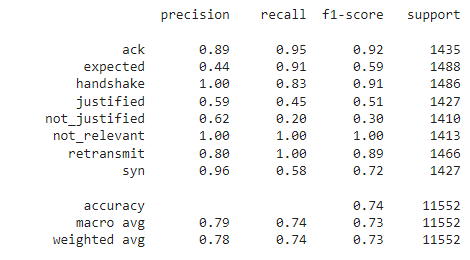 precision recall f1-score support
ack 0.89 0.95 0.92 1435
expected 0.44 0.91 0.59 1488
handshake 1.00 0.83 0.91 1486
justified 0.59 0.45 0.51 1427
not_justified 0.62 0.20 0.30 1410
not_relevant 1.00 1.00 1.00 1413
retransmit 0.80 1.00 0.89 1466
syn 0.96 0.58 0.72 1427
accuracy 0.74 11552
macro avg 0.79 0.74 0.73 11552
weighted avg 0.78 0.74 0.73 11552